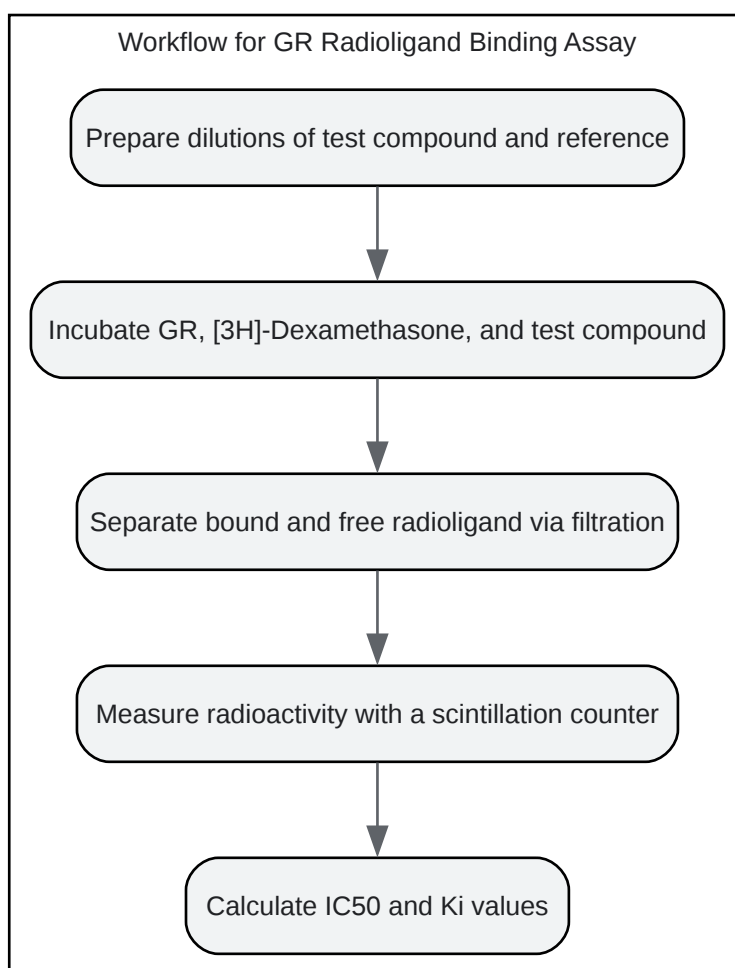 Workflow for GR Radioligand Binding Assay
Prepare dilutions of test compound and reference
Incubate GR, [3H]-Dexamethasone, and test compound
Separate bound and free radioligand via filtration
Measure radioactivity with a scintillation counter
Calculate IC50 and Ki values